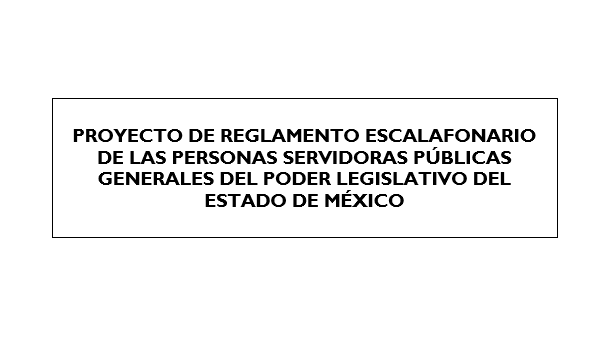 PROYECTO DE REGLAMENTO ESCALAFONARIO
DE LAS PERSONAS SERVIDORAS PÚBLICAS
GENERALES DEL PODER LEGISLATIVO DEL
ESTADO DE MÉXICO